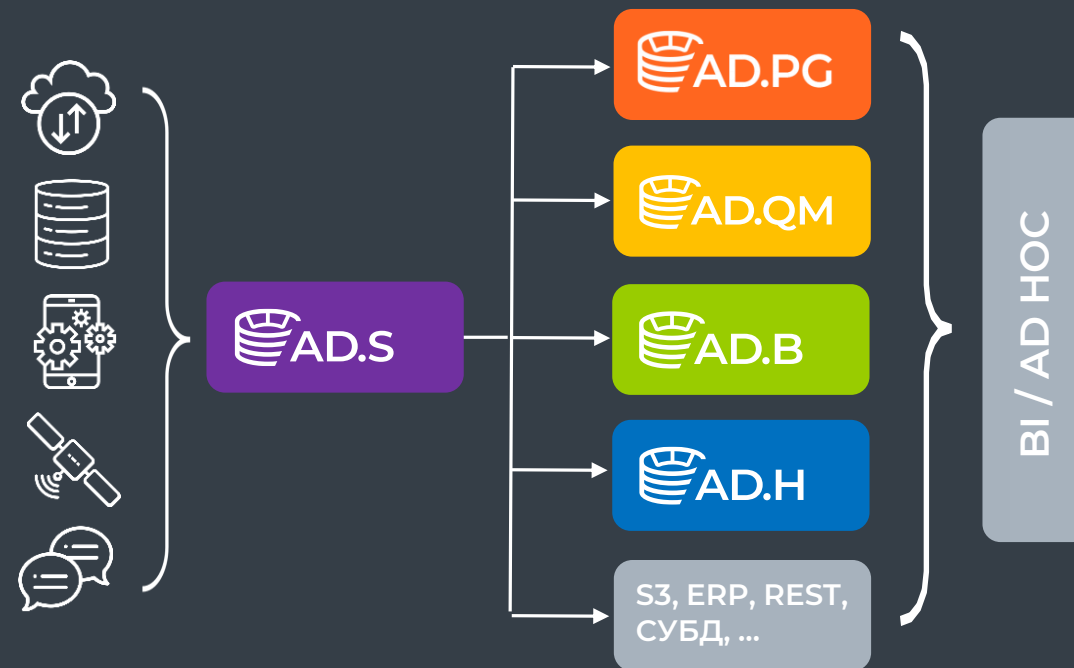 AD.S
AD.PG
AD.QM
AD.B
AD.H
S3, ERP, REST,
СУБД, ...
BI / AD HOC